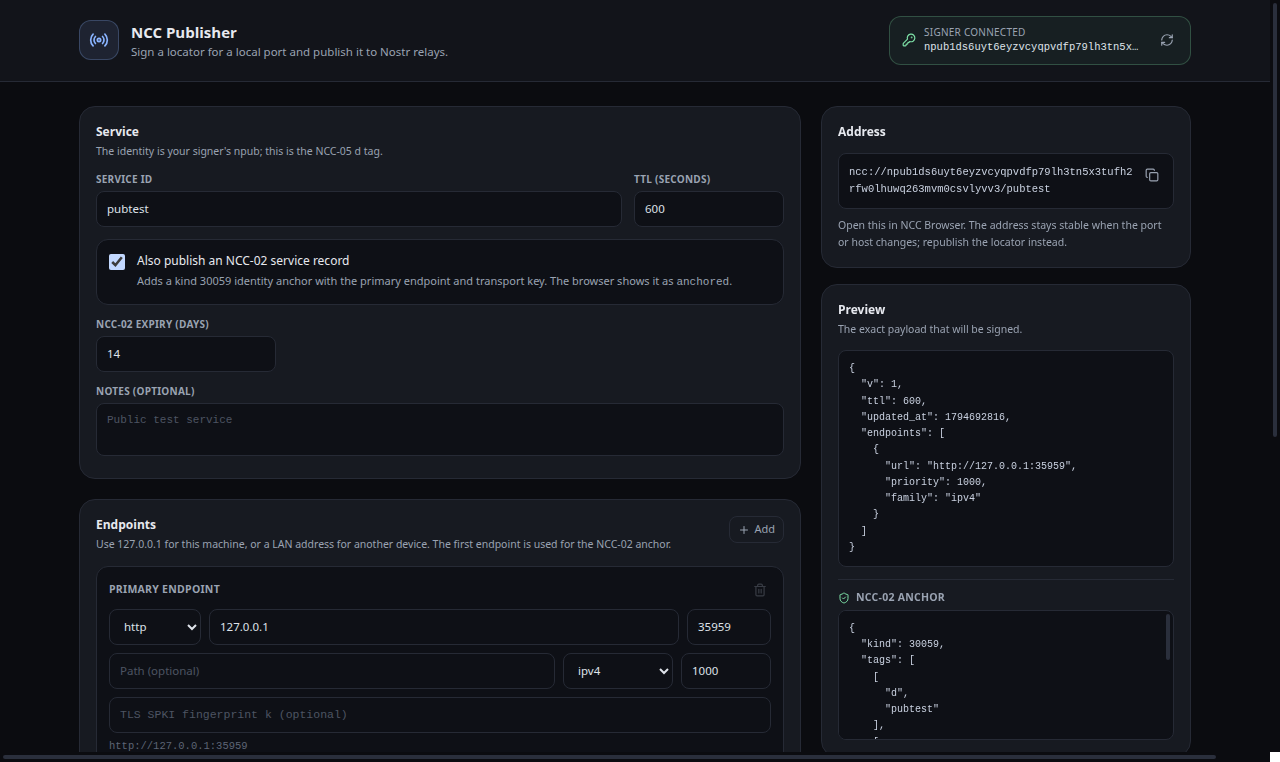 NCC Publisher
Sign a locator for a local port and publish it to Nostr relays.
SIGNER CONNECTED
npub1ds6uyt6eyzvcyqpvdfp79lh3tn5x…
Service
The identity is your signer's npub; this is the NCC-05 d tag.
SERVICE ID
TTL (SECONDS)
pubtest
600
Also publish an NCC-02 service record
Adds a kind 30059 identity anchor with the primary endpoint and transport key. The browser shows it as anchored.
NCC-02 EXPIRY (DAYS)
14
NOTES (OPTIONAL)
Public test service
Endpoints
Add
Use 127.0.0.1 for this machine, or a LAN address for another device. The first endpoint is used for the NCC-02 anchor.
PRIMARY ENDPOINT
http
127.0.0.1
35959
Path (optional)
ipv4
1000
TLS SPKI fingerprint k (optional)
http://127.0.0.1:35959
Address
ncc://npub1ds6uyt6eyzvcyqpvdfp79lh3tn5x3tufh2
rfw0lhuwq263mvm0csvlyvv3/pubtest
Open this in NCC Browser. The address stays stable when the port
or host changes; republish the locator instead.
Preview
The exact payload that will be signed.
{
"v": 1,
"ttl": 600,
"updated_at": 1794692816,
"endpoints": [
{
"url": "http://127.0.0.1:35959",
"priority": 1000,
"family": "ipv4"
}
]
}
NCC-02 ANCHOR
{
"kind": 30059,
"tags": [
[
"d",
"pubtest"
],
[